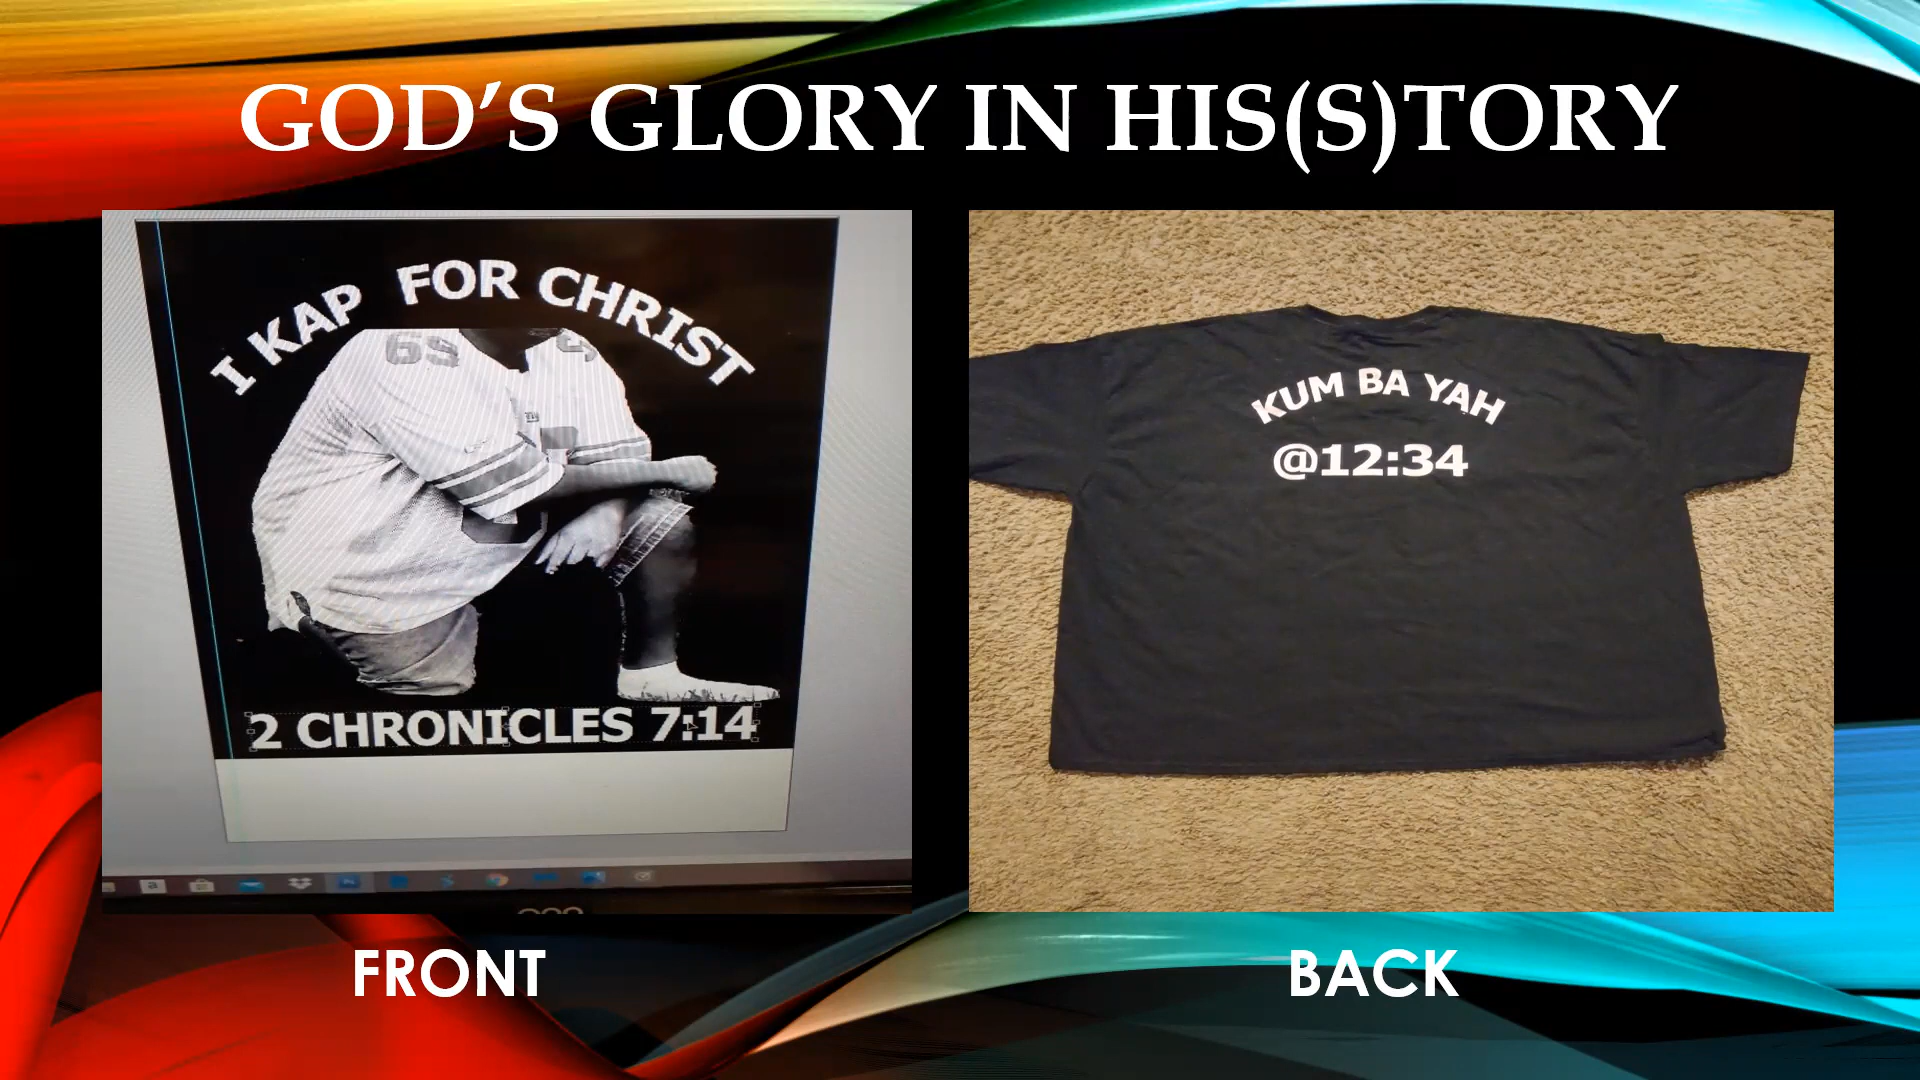 GOD'S GLORY IN HIS(S)TORY
I KAP FOR CHRIST
2 CHRONICLES 7:14
KUM BA YAH
@12:34
FRONT
BACK